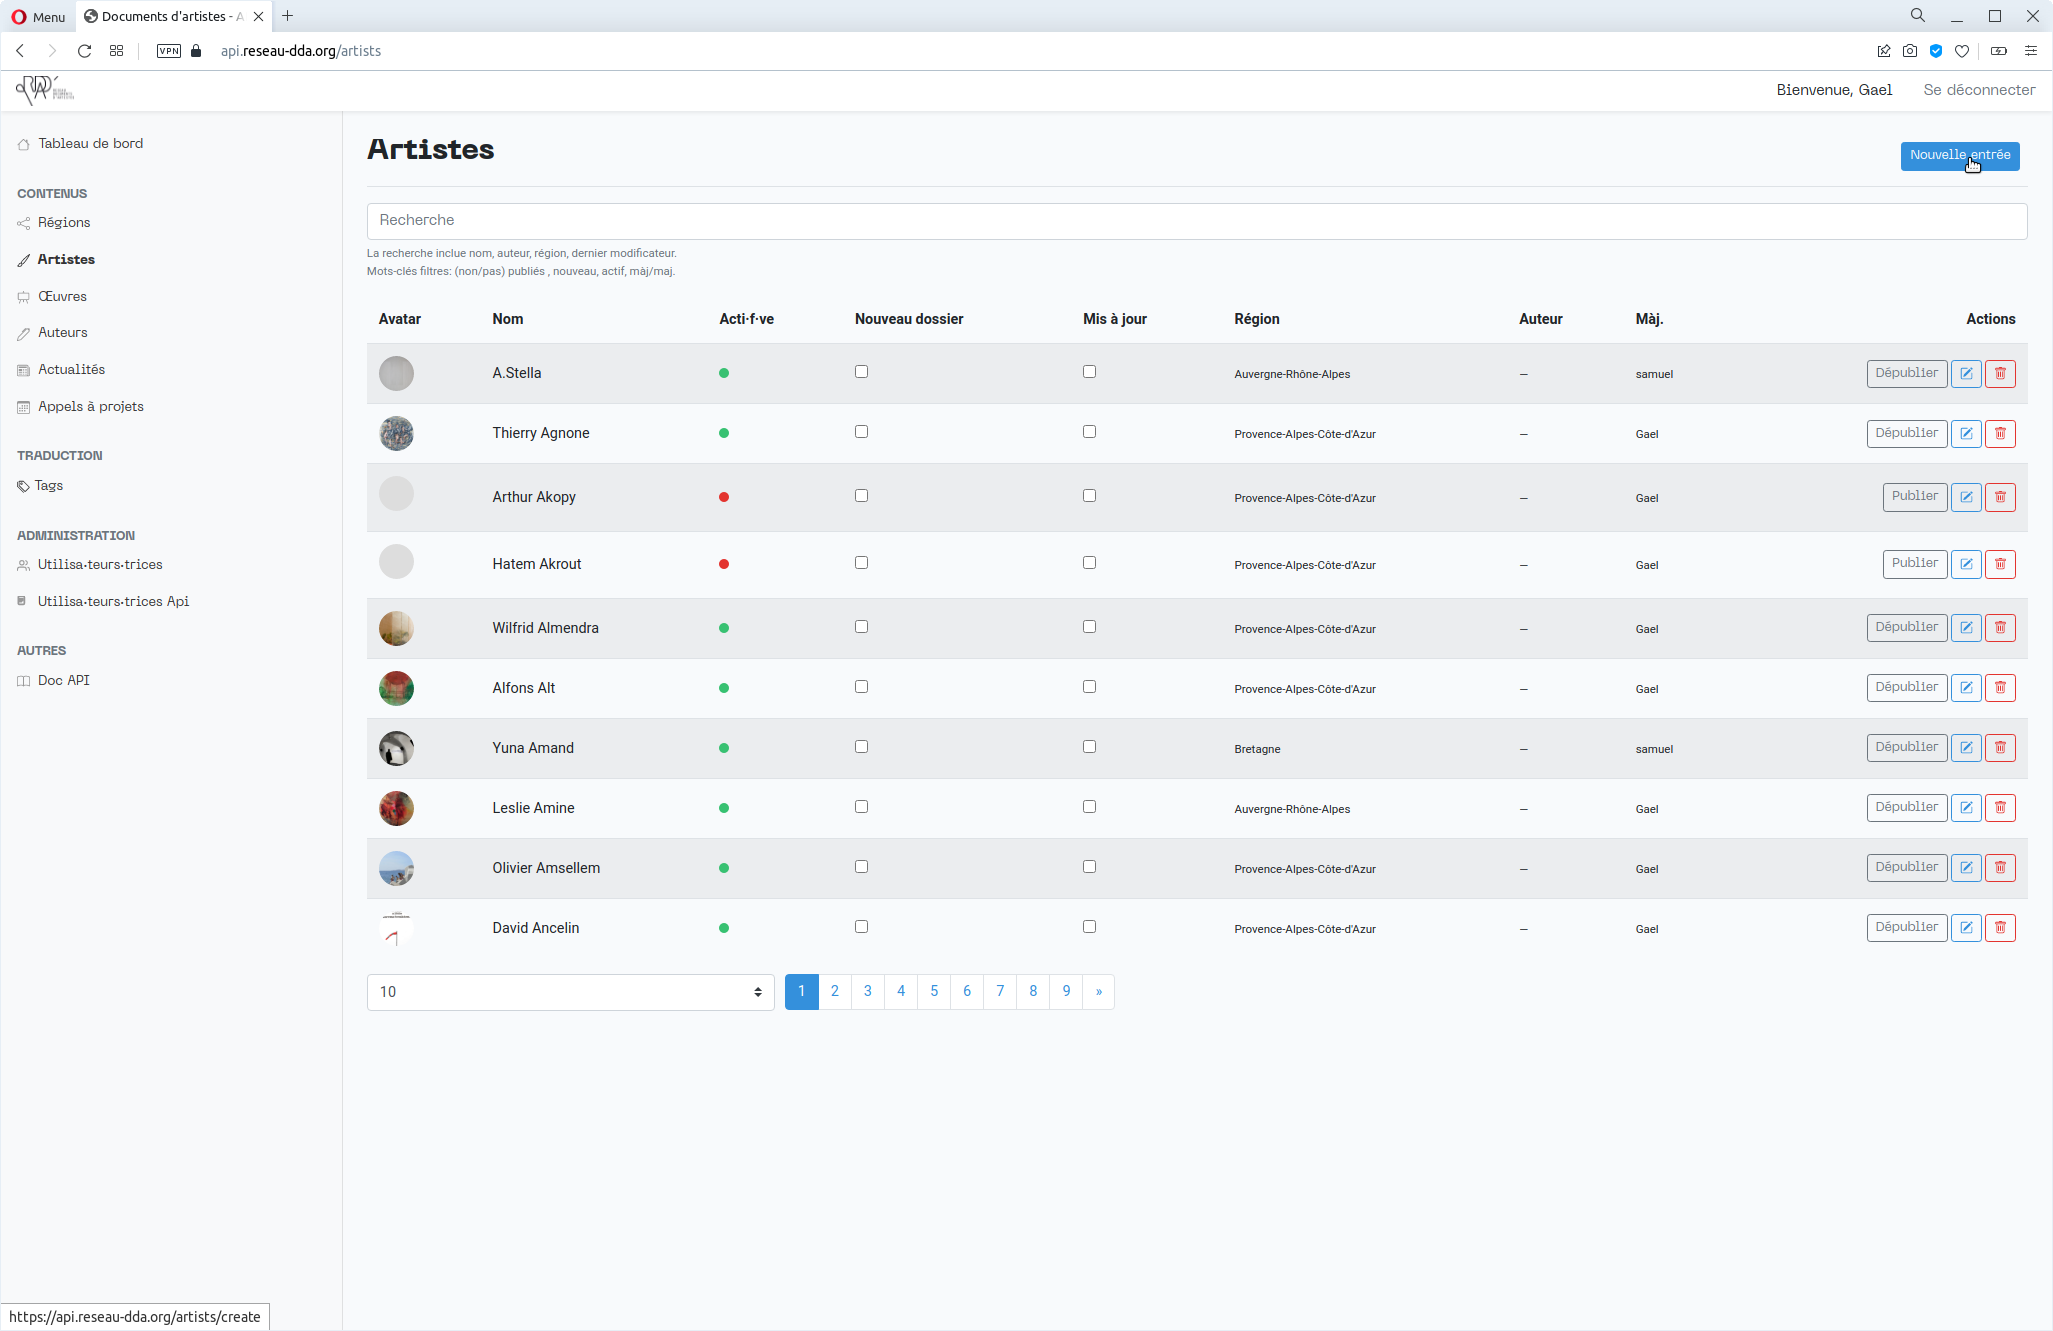 Menu
Documents d'artistes - A
VPN
api.reseau-dda.org/artists
Bienvenue, Gael
Se déconnecter
Tableau de bord
CONTENUS
Régions
Artistes
Œuvres
Auteurs
Actualités
Appels à projets
TRADUCTION
Tags
ADMINISTRATION
Utilisa·teurs·trices
Utilisa·teurs·trices Api
AUTRES
Doc API
Artistes
Nouvelle entrée
Recherche
La recherche inclue nom, auteur, région, dernier modificateur.
Mots-clés filtres: (non/pas) publiés , nouveau, actif, màj/maj.
Avatar Nom Acti·f·ve Nouveau dossier Mis à jour Région Auteur Màj. Actions
A.Stella Auvergne-Rhône-Alpes – samuel Dépublier
Thierry Agnone Provence-Alpes-Côte-d'Azur – Gael Dépublier
Arthur Akopy Provence-Alpes-Côte-d'Azur – Gael Publier
Hatem Akrout Provence-Alpes-Côte-d'Azur – Gael Publier
Wilfrid Almendra Provence-Alpes-Côte-d'Azur – Gael Dépublier
Alfons Alt Provence-Alpes-Côte-d'Azur – Gael Dépublier
Yuna Amand Bretagne – samuel Dépublier
Leslie Amine Auvergne-Rhône-Alpes – Gael Dépublier
Olivier Amsellem Provence-Alpes-Côte-d'Azur – Gael Dépublier
David Ancelin Provence-Alpes-Côte-d'Azur – Gael Dépublier
10 1 2 3 4 5 6 7 8 9 »
https://api.reseau-dda.org/artists/create